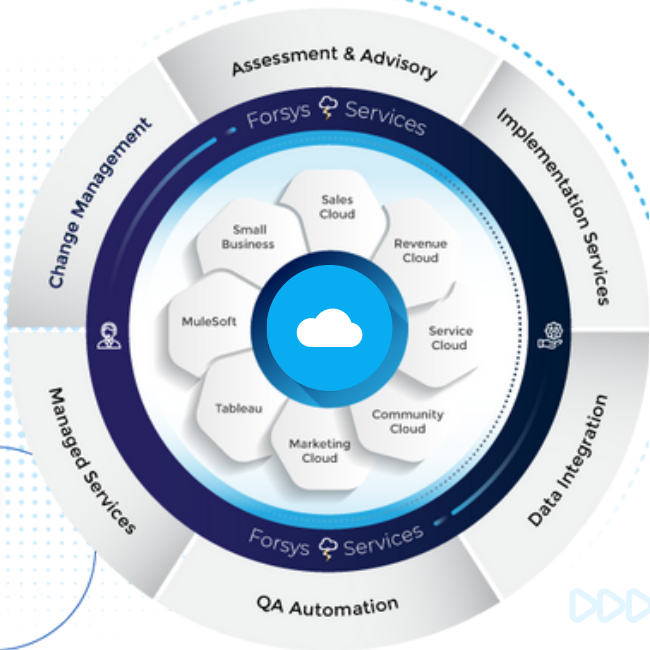 Assessment & Advisory
Implementation Services
Data Integration
QA Automation
Managed Services
Change Management
Forsys Services
Sales
Cloud
Revenue
Cloud
Service
Cloud
Community
Cloud
Marketing
Cloud
Tableau
MuleSoft
Small
Business
Forsys Services